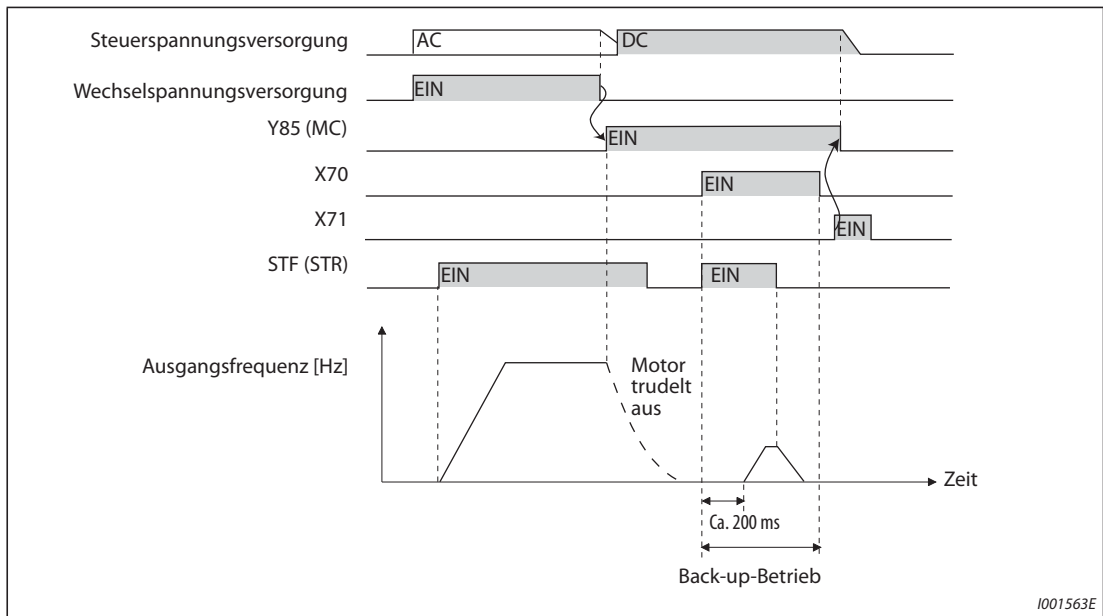 Steuerspannungsversorgung
AC
DC
Wechselspannungsversorgung
EIN
Y85 (MC)
EIN
X70
EIN
X71
EIN
STF (STR)
EIN
EIN
Ausgangsfrequenz [Hz]
Motor
trudelt
aus
Zeit
Ca. 200 ms
Back-up-Betrieb
I001563E